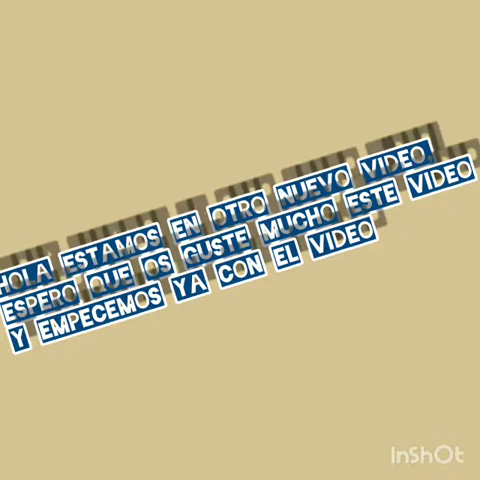 HOLA ESTAMOS EN OTRO NUEVO VIDEO,
ESPERO QUE OS GUSTE MUCHO ESTE VIDEO
Y EMPECEMOS YA CON EL VIDEO
InShOt